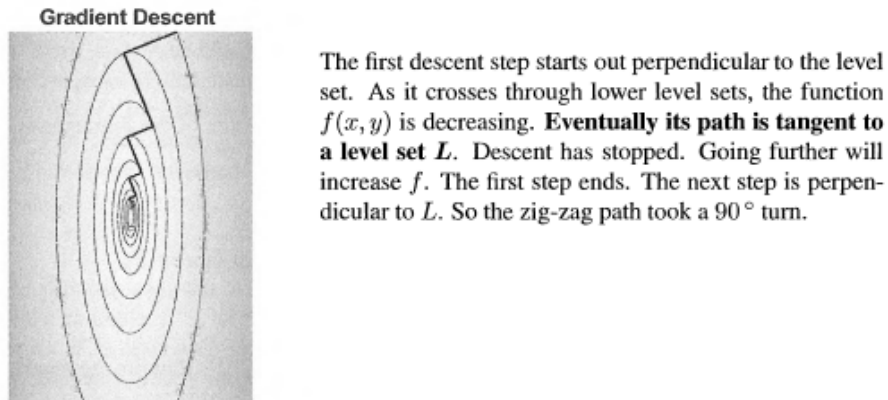 Gradient Descent
The first descent step starts out perpendicular to the level
set. As it crosses through lower level sets, the function
f(x, y) is decreasing. Eventually its path is tangent to
a level set L. Descent has stopped. Going further will
increase f. The first step ends. The next step is perpen-
dicular to L. So the zig-zag path took a 90° turn.